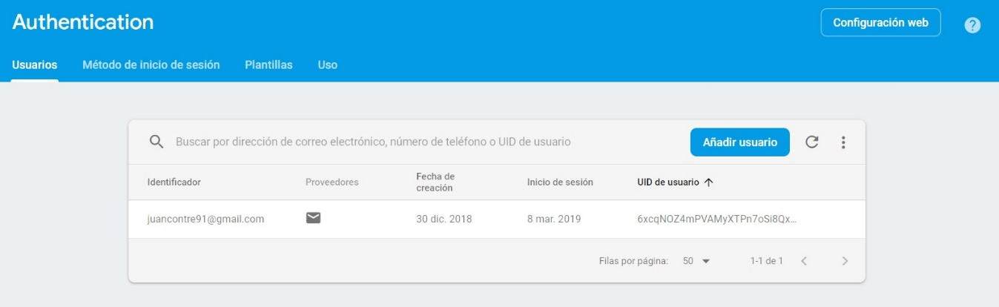 Authentication
Configuración web
Usuarios Método de inicio de sesión Plantillas Uso
Buscar por dirección de correo electrónico, número de teléfono o UID de usuario
Añadir usuario
Identificador Proveedores Fecha de creación Inicio de sesión UID de usuario
juancontre91@gmail.com 30 dic. 2018 8 mar. 2019 6xcqNOZ4mPVAMyXTPn7oSi8Qx...
Filas por página: 50 1-1 de 1